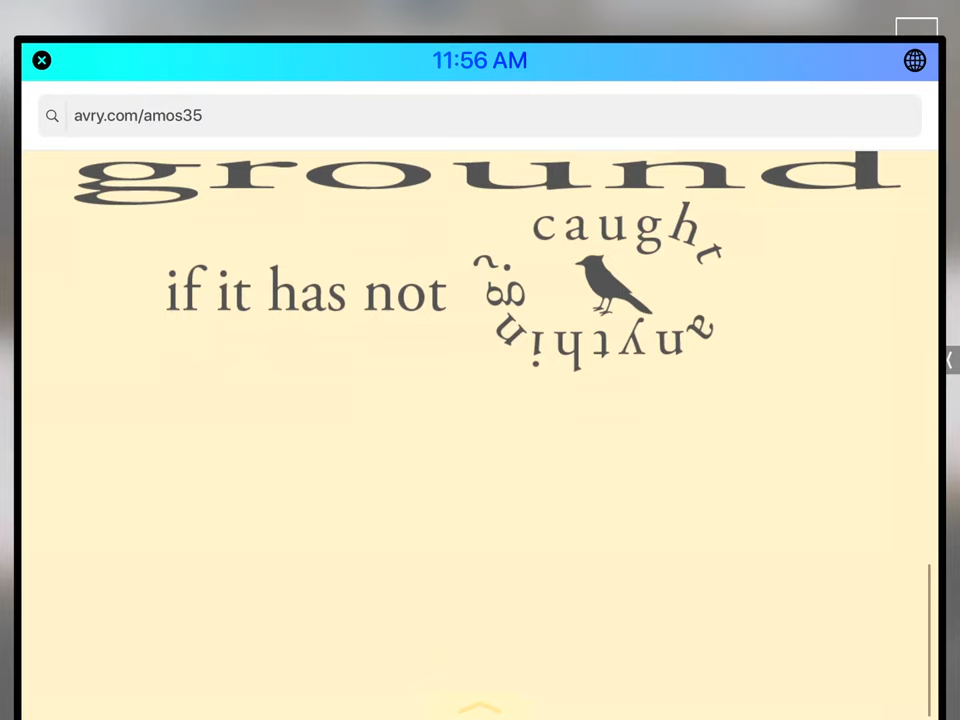 11:56 AM
avry.com/amos35
ground
if it has not caught
anything.